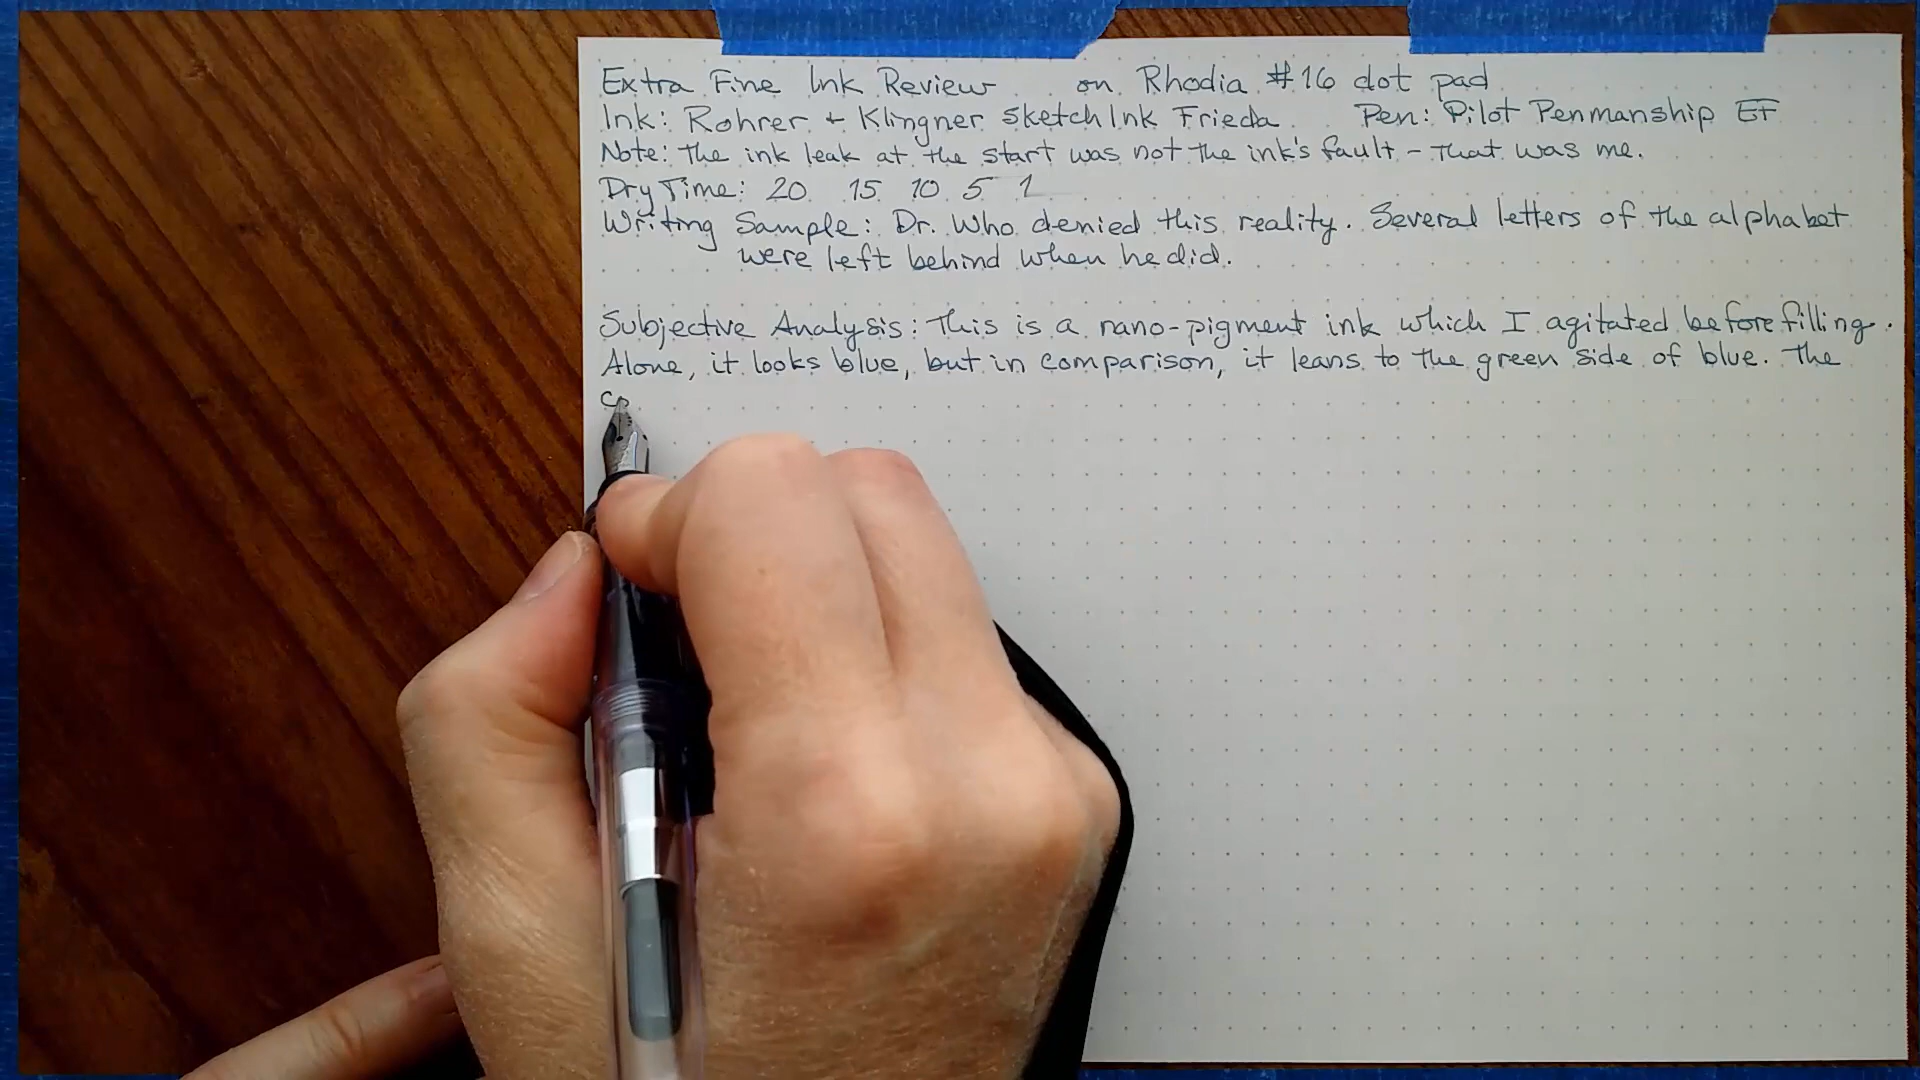 Extra Fine Ink Review on Rhodia #16 dot pad
Ink: Rohrer + Klingner SketchInk Frieda Pen: Pilot Penmanship EF
Note: The ink leak at the start was not the ink's fault - that was me.
Dry Time: 20 15 10 5 1
Writing Sample: Dr. Who denied this reality. Several letters of the alphabet
were left behind when he did.
Subjective Analysis: This is a nano-pigment ink which I agitated before filling.
Alone, it looks blue, but in comparison, it leans to the green side of blue. The
co